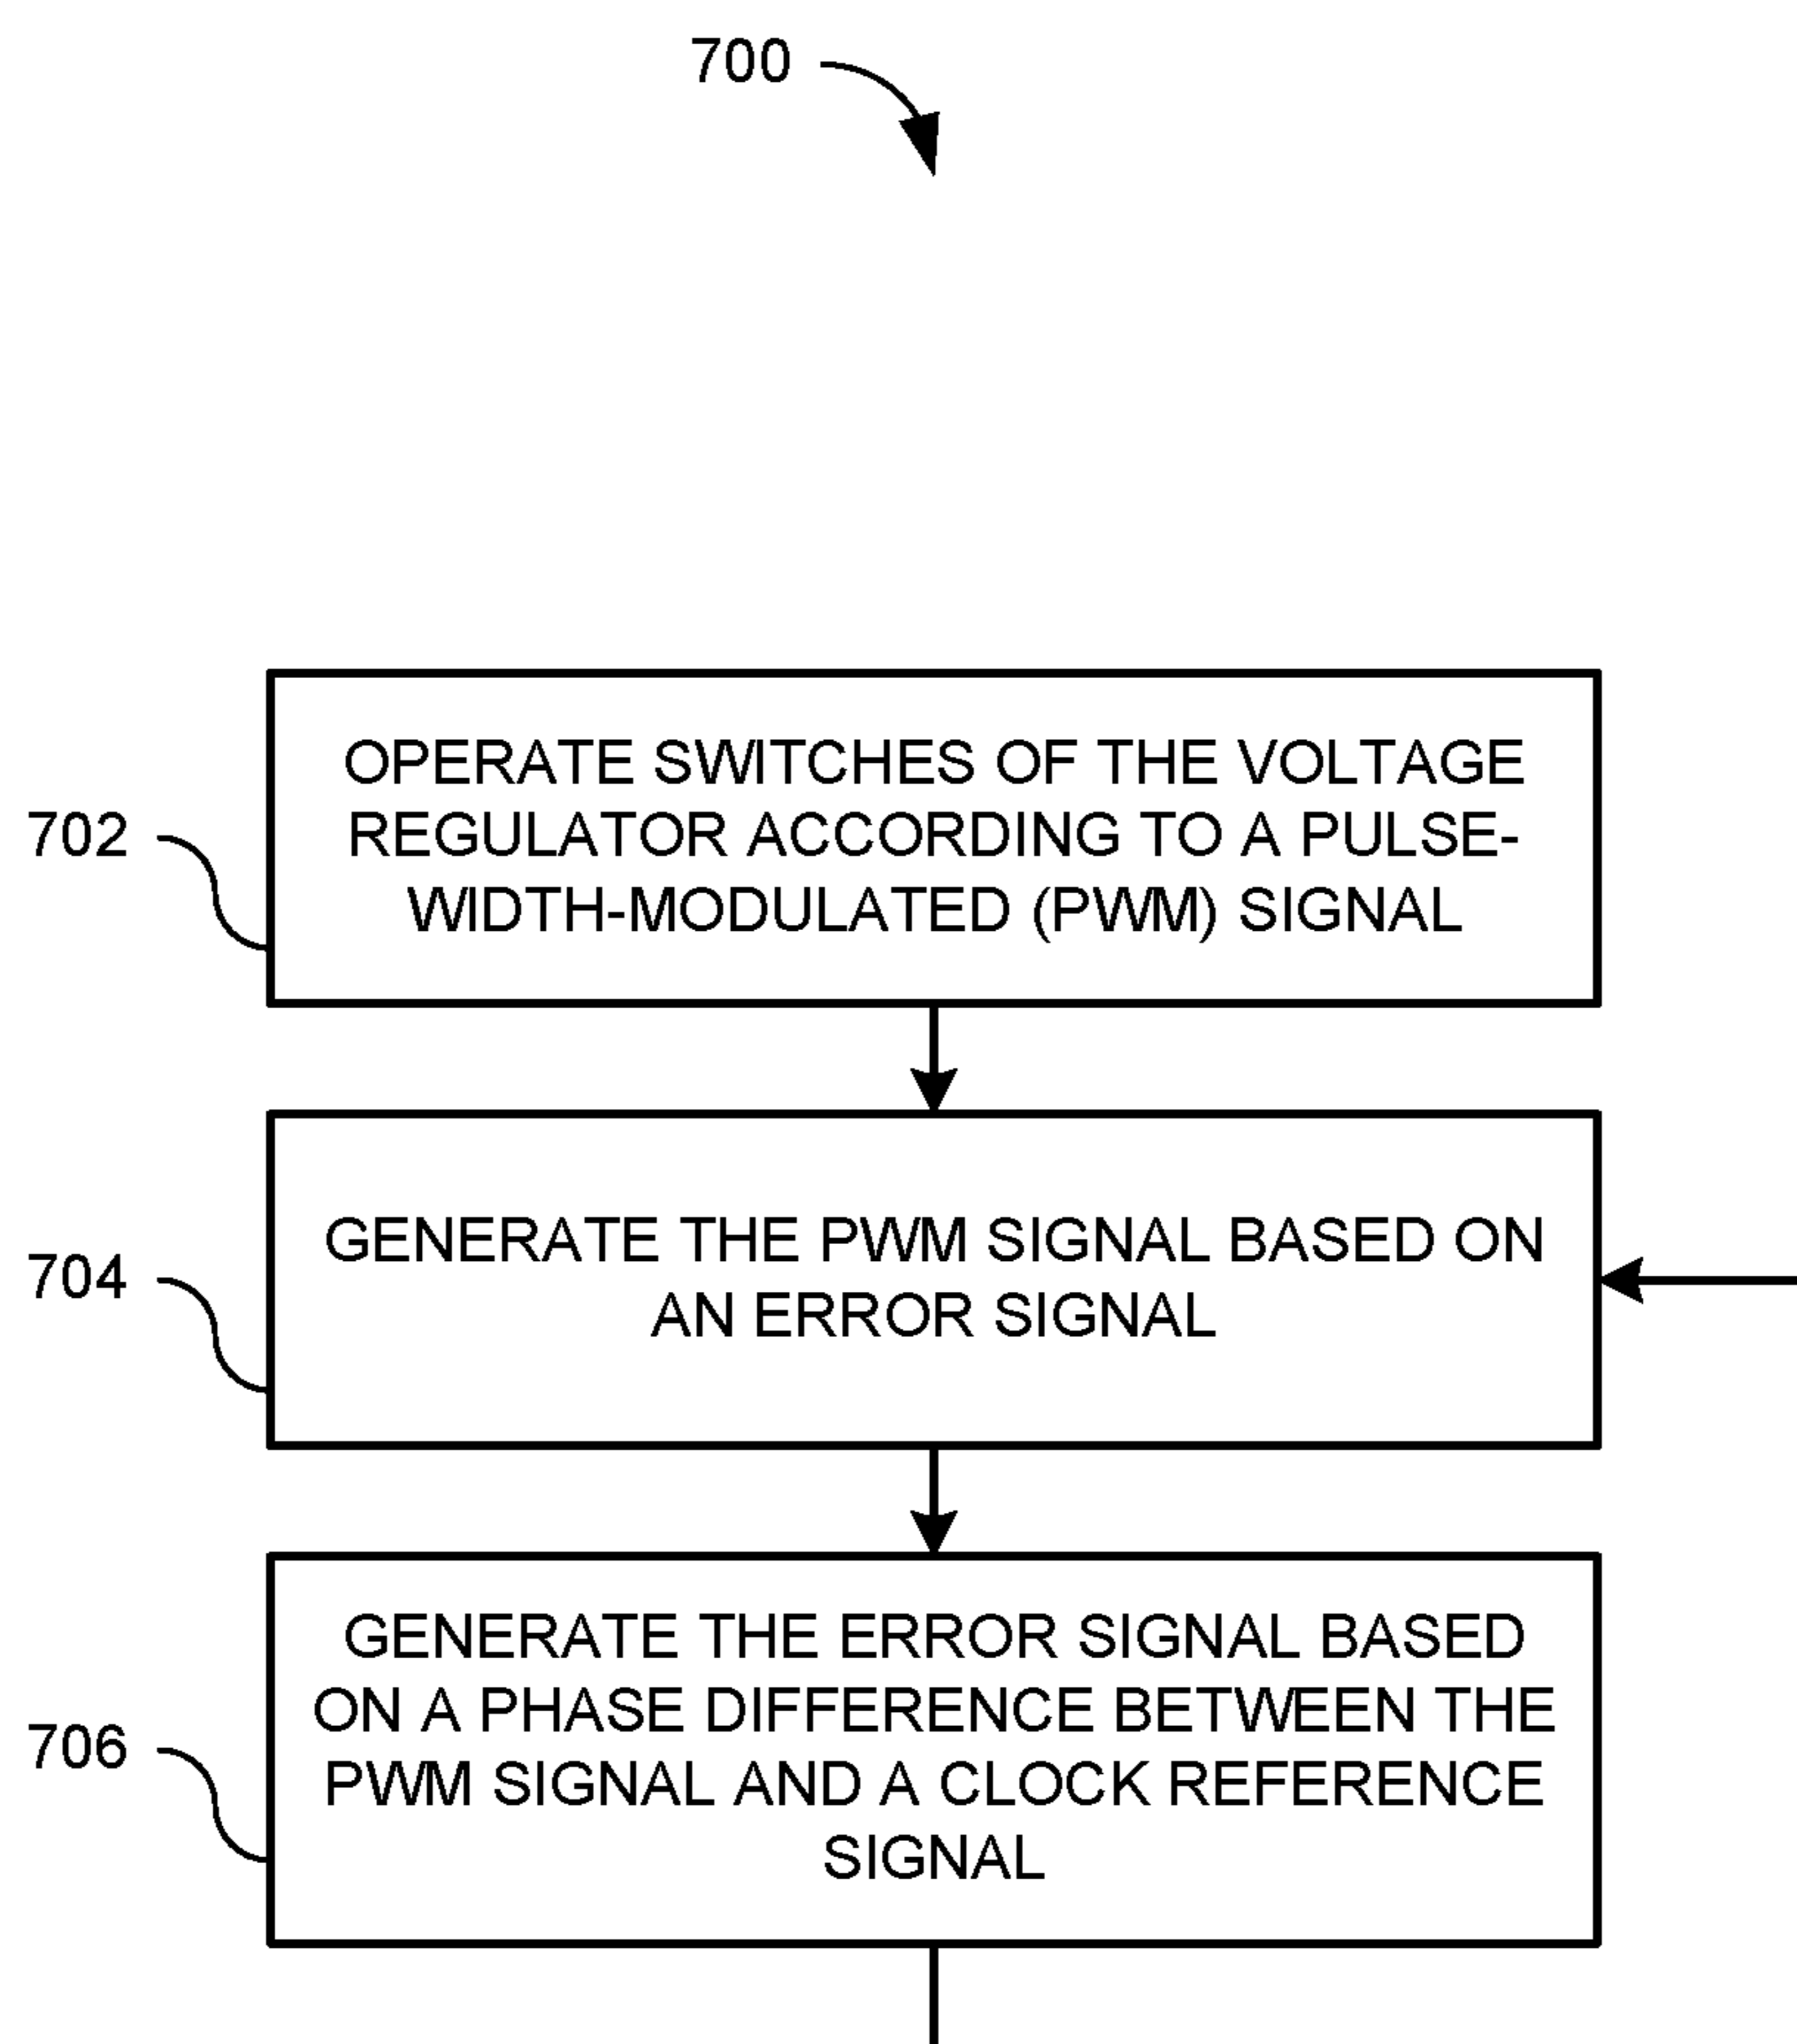 700
OPERATE SWITCHES OF THE VOLTAGE
REGULATOR ACCORDING TO A PULSE-
WIDTH-MODULATED (PWM) SIGNAL
702
GENERATE THE PWM SIGNAL BASED ON
AN ERROR SIGNAL
704
GENERATE THE ERROR SIGNAL BASED
ON A PHASE DIFFERENCE BETWEEN THE
PWM SIGNAL AND A CLOCK REFERENCE
SIGNAL
706